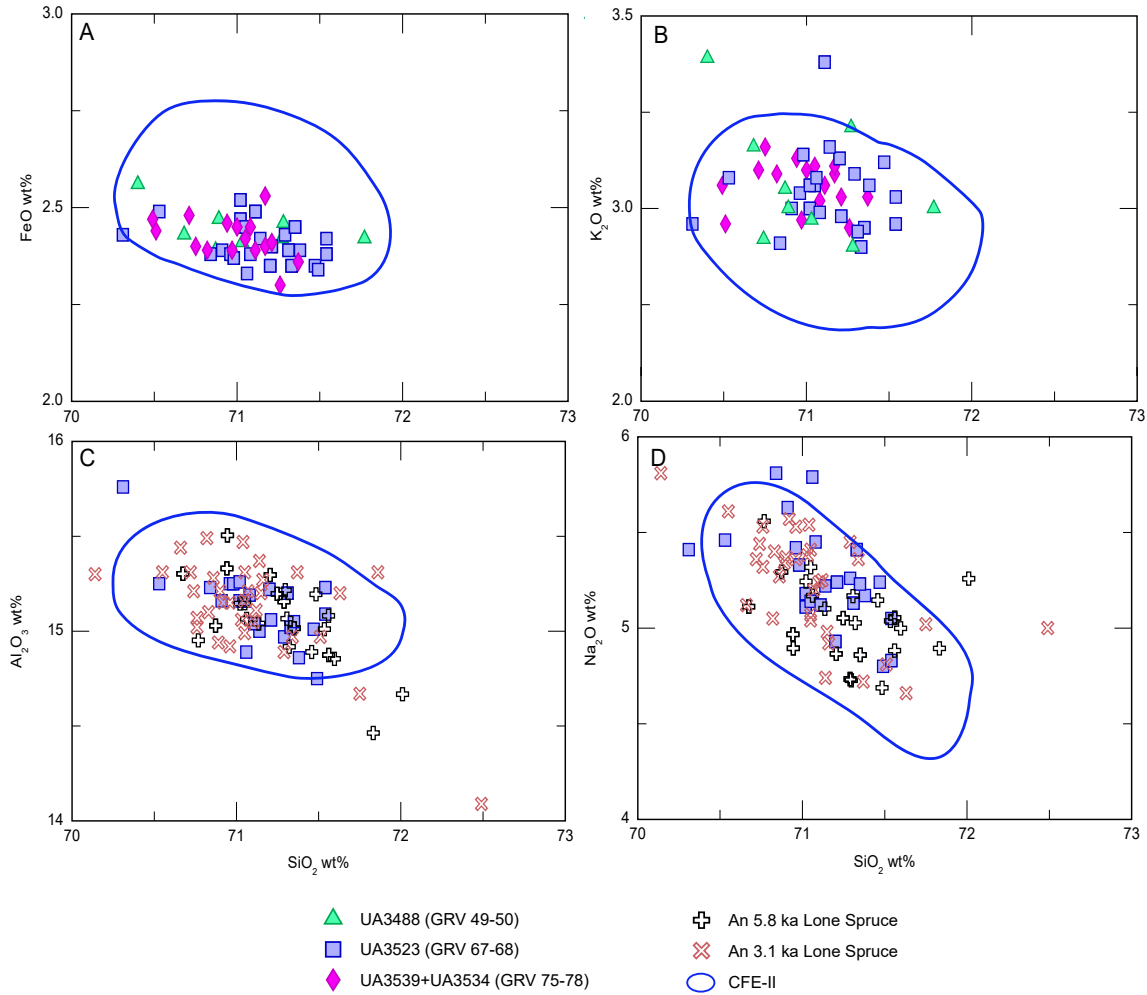 A
3.0
2.5
2.0
FeO wt%
70
71
72
73
B
3.5
3.0
2.0
K2O wt%
70
71
72
73
C
16
15
14
Al2O3 wt%
70
71
72
73
SiO2 wt%
D
6
5
4
Na2O wt%
70
71
72
73
SiO2 wt%
UA3488 (GRV 49-50)
UA3523 (GRV 67-68)
UA3539+UA3534 (GRV 75-78)
An 5.8 ka Lone Spruce
An 3.1 ka Lone Spruce
CFE-II